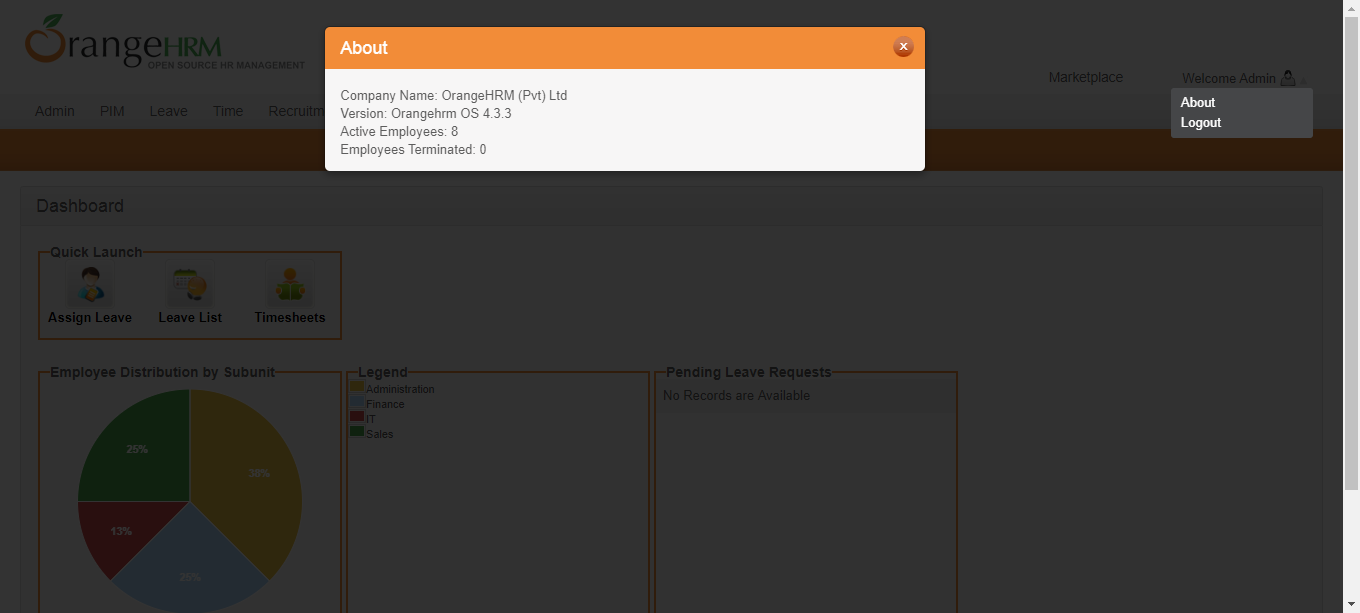 OrangeHRM
OPEN SOURCE HR MANAGEMENT
About
Company Name: OrangeHRM (Pvt) Ltd
Version: Orangehrm OS 4.3.3
Active Employees: 8
Employees Terminated: 0
Marketplace
Welcome Admin
About
Logout
Admin PIM Leave Time Recruitm
Dashboard
Quick Launch
Assign Leave Leave List Timesheets
Employee Distribution by Subunit
25%
38%
13%
25%
Legend
Administration
Finance
IT
Sales
Pending Leave Requests
No Records are Available